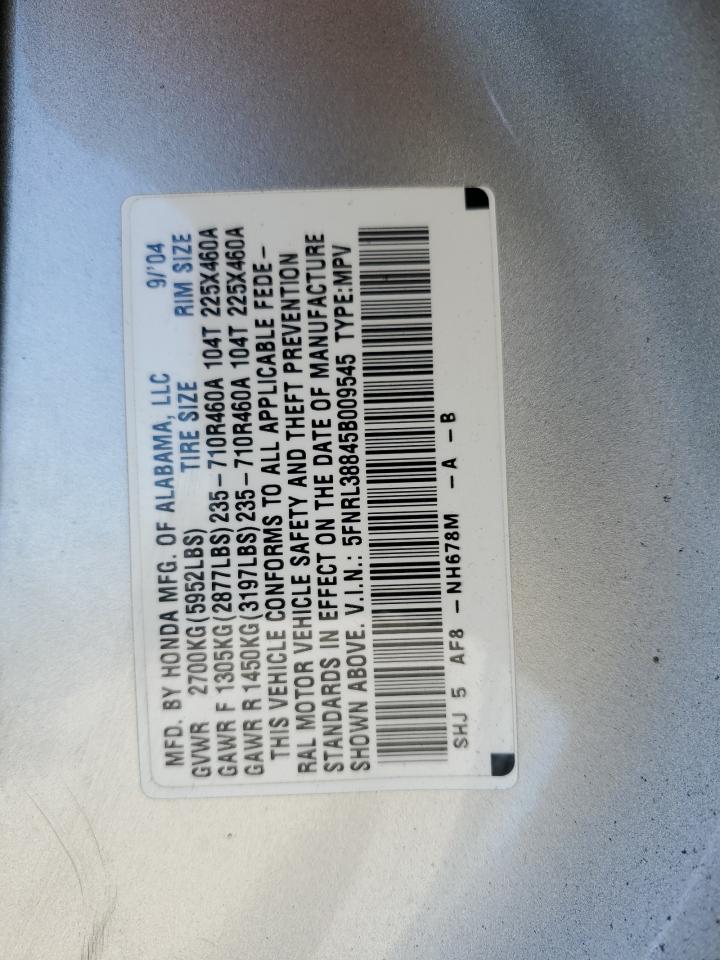 MFD. BY HONDA MFG. OF ALABAMA, LLC 9/'04
GVWR 2700KG(5952LBS) TIRE SIZE RIM SIZE
GAWR F 1305KG(2877LBS)235-710R460A 104T 225X460A
GAWR R 1450KG(3197LBS)235-710R460A 104T 225X460A
THIS VEHICLE CONFORMS TO ALL APPLICABLE FEDE-
RAL MOTOR VEHICLE SAFETY AND THEFT PREVENTION
STANDARDS IN EFFECT ON THE DATE OF MANUFACTURE
SHOWN ABOVE. V.I.N.: 5FNRL38845B009545 TYPE:MPV
SHJ 5 AF8 -NH678M -A -B